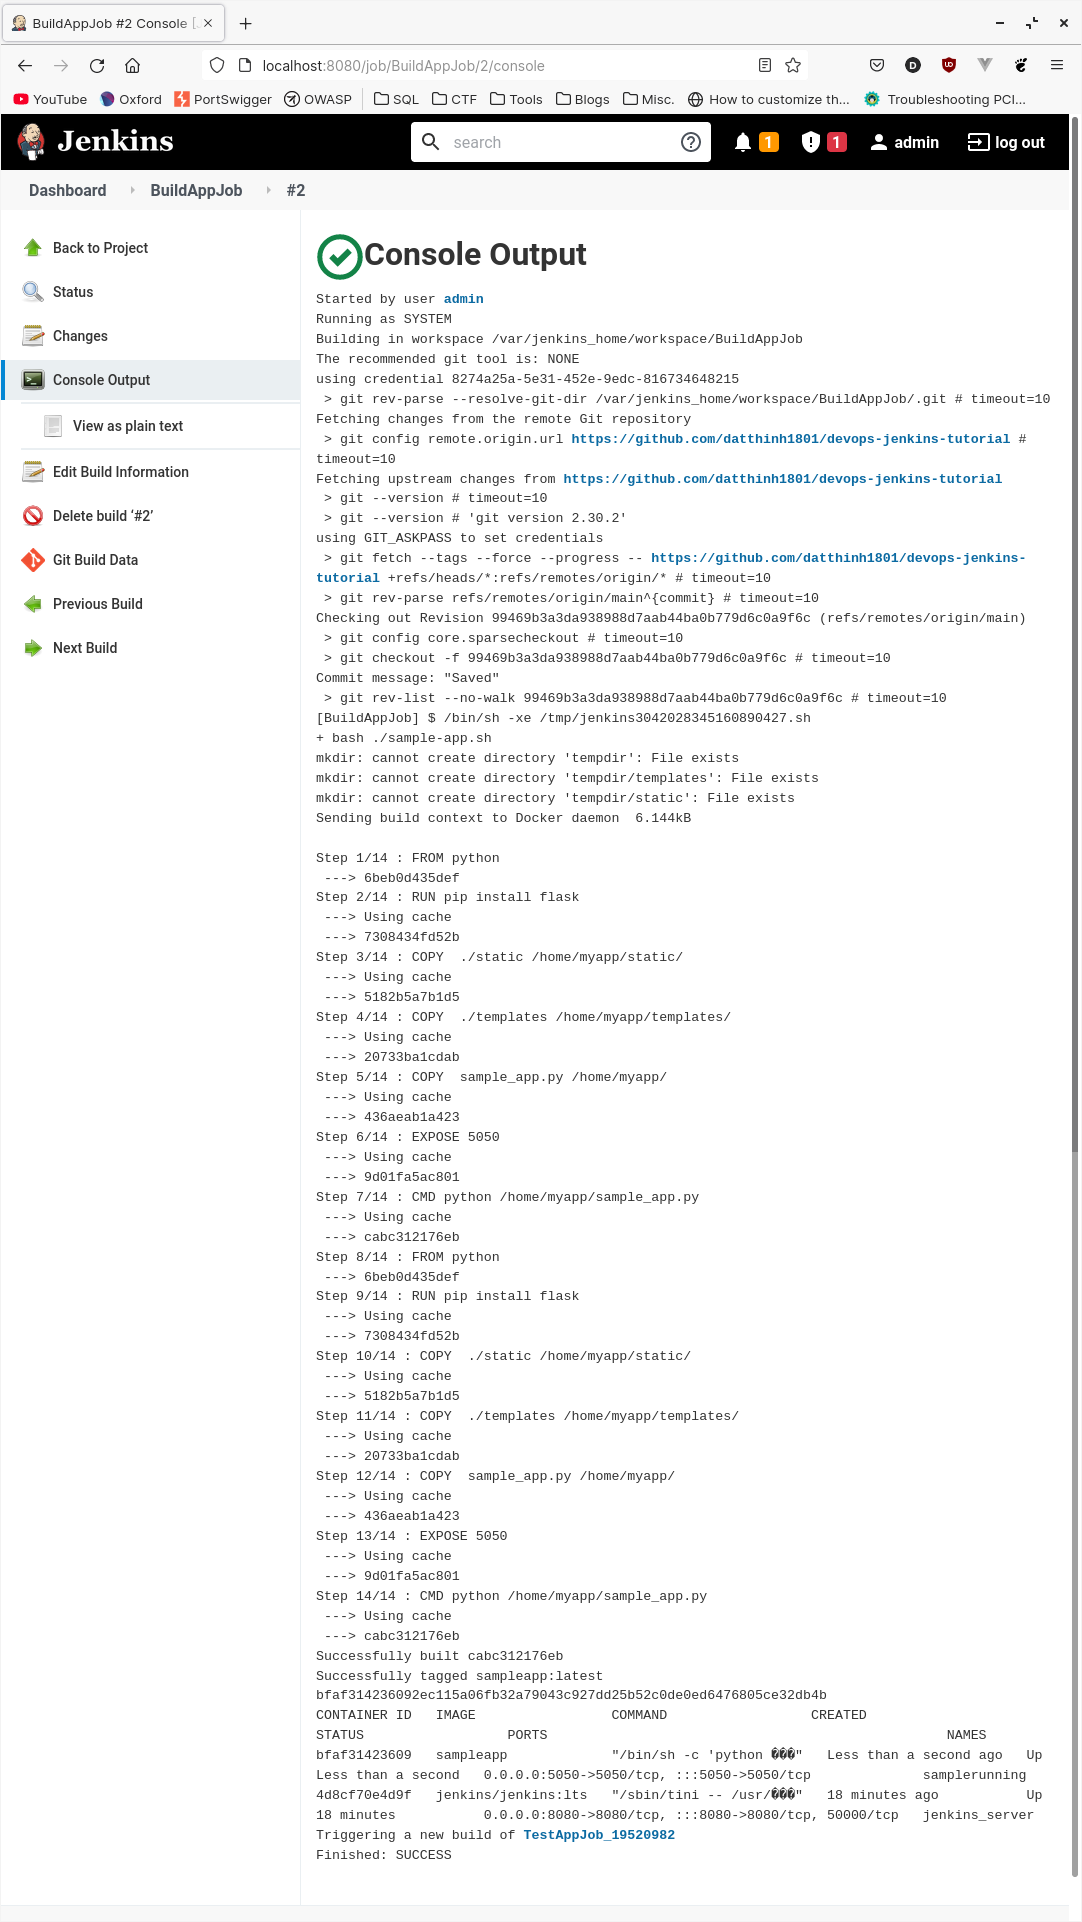 BuildAppJob #2 Console [
localhost:8080/job/BuildAppJob/2/console
YouTube Oxford PortSwigger OWASP SQL CTF Tools Blogs Misc. How to customize th... Troubleshooting PCI...
Jenkins search 1 1 admin log out
Dashboard BuildAppJob #2
Back to Project
Status
Changes
Console Output
View as plain text
Edit Build Information
Delete build ‘#2’
Git Build Data
Previous Build
Next Build
Console Output
Started by user admin
Running as SYSTEM
Building in workspace /var/jenkins_home/workspace/BuildAppJob
The recommended git tool is: NONE
using credential 8274a25a-5e31-452e-9edc-816734648215
 > git rev-parse --resolve-git-dir /var/jenkins_home/workspace/BuildAppJob/.git # timeout=10
Fetching changes from the remote Git repository
 > git config remote.origin.url https://github.com/datthinh1801/devops-jenkins-tutorial #
timeout=10
Fetching upstream changes from https://github.com/datthinh1801/devops-jenkins-tutorial
 > git --version # timeout=10
 > git --version # 'git version 2.30.2'
using GIT_ASKPASS to set credentials
 > git fetch --tags --force --progress -- https://github.com/datthinh1801/devops-jenkins-
tutorial +refs/heads/*:refs/remotes/origin/* # timeout=10
 > git rev-parse refs/remotes/origin/main^{commit} # timeout=10
Checking out Revision 99469b3a3da938988d7aab44ba0b779d6c0a9f6c (refs/remotes/origin/main)
 > git config core.sparsecheckout # timeout=10
 > git checkout -f 99469b3a3da938988d7aab44ba0b779d6c0a9f6c # timeout=10
Commit message: "Saved"
 > git rev-list --no-walk 99469b3a3da938988d7aab44ba0b779d6c0a9f6c # timeout=10
[BuildAppJob] $ /bin/sh -xe /tmp/jenkins3042028345160890427.sh
+ bash ./sample-app.sh
mkdir: cannot create directory 'tempdir': File exists
mkdir: cannot create directory 'tempdir/templates': File exists
mkdir: cannot create directory 'tempdir/static': File exists
Sending build context to Docker daemon  6.144kB
Step 1/14 : FROM python
 ---> 6beb0d435def
Step 2/14 : RUN pip install flask
 ---> Using cache
 ---> 7308434fd52b
Step 3/14 : COPY  ./static /home/myapp/static/
 ---> Using cache
 ---> 5182b5a7b1d5
Step 4/14 : COPY  ./templates /home/myapp/templates/
 ---> Using cache
 ---> 20733ba1cdab
Step 5/14 : COPY  sample_app.py /home/myapp/
 ---> Using cache
 ---> 436aeab1a423
Step 6/14 : EXPOSE 5050
 ---> Using cache
 ---> 9d01fa5ac801
Step 7/14 : CMD python /home/myapp/sample_app.py
 ---> Using cache
 ---> cabc312176eb
Step 8/14 : FROM python
 ---> 6beb0d435def
Step 9/14 : RUN pip install flask
 ---> Using cache
 ---> 7308434fd52b
Step 10/14 : COPY  ./static /home/myapp/static/
 ---> Using cache
 ---> 5182b5a7b1d5
Step 11/14 : COPY  ./templates /home/myapp/templates/
 ---> Using cache
 ---> 20733ba1cdab
Step 12/14 : COPY  sample_app.py /home/myapp/
 ---> Using cache
 ---> 436aeab1a423
Step 13/14 : EXPOSE 5050
 ---> Using cache
 ---> 9d01fa5ac801
Step 14/14 : CMD python /home/myapp/sample_app.py
 ---> Using cache
 ---> cabc312176eb
Successfully built cabc312176eb
Successfully tagged sampleapp:latest
bfaf314236092ec115a06fb32a79043c927dd25b52c0de0ed6476805ce32db4b
CONTAINER ID   IMAGE                 COMMAND                  CREATED
STATUS                  PORTS                                                  NAMES
bfaf31423609   sampleapp             "/bin/sh -c 'python ���"   Less than a second ago   Up
Less than a second   0.0.0.0:5050->5050/tcp, :::5050->5050/tcp              samplerunning
4d8cf70e4d9f   jenkins/jenkins:lts   "/sbin/tini -- /usr/���"   18 minutes ago           Up
18 minutes           0.0.0.0:8080->8080/tcp, :::8080->8080/tcp, 50000/tcp   jenkins_server
Triggering a new build of TestAppJob_19520982
Finished: SUCCESS